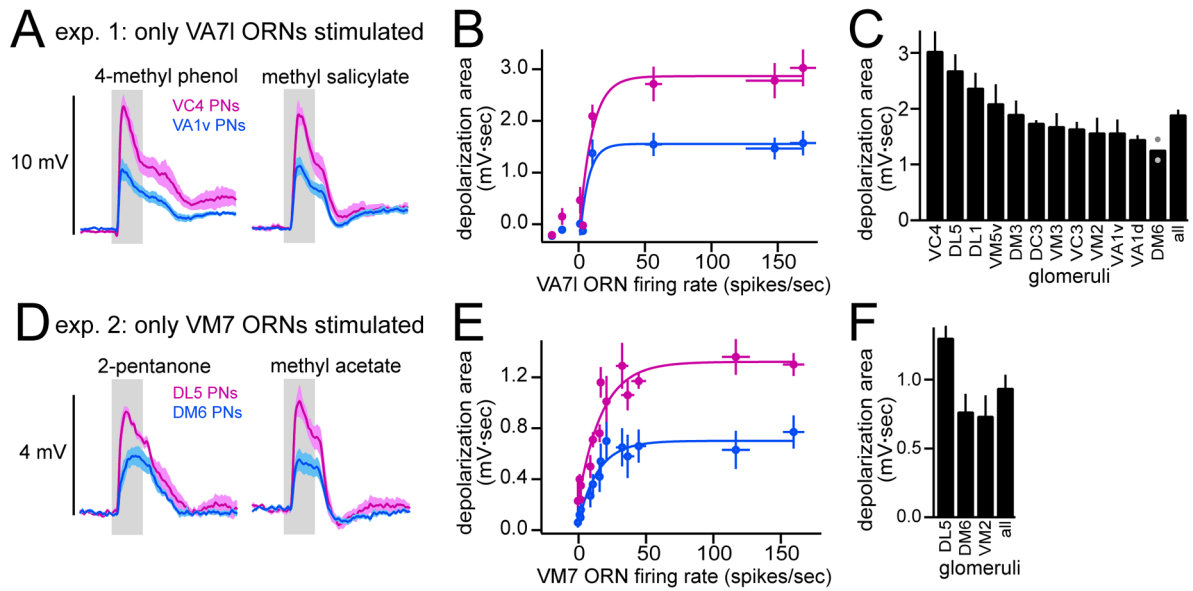 A exp. 1: only VA7l ORNs stimulated
4-methyl phenol
methyl salicylate
VC4 PNs
VA1v PNs
10 mV
B
depolarization area
(mV·sec)
3.0
2.0
1.0
0.0
0 50 100 150
VA7l ORN firing rate (spikes/sec)
C
depolarization area
(mV·sec)
3
2
1
0
VC4 DL5 DL1 VM5v DM3 DC3 VM3 VC3 VM2 VA1v VA1d DM6 all
glomeruli
D exp. 2: only VM7 ORNs stimulated
2-pentanone
methyl acetate
DL5 PNs
DM6 PNs
4 mV
E
depolarization area
(mV·sec)
1.2
0.8
0.4
0.0
0 50 100 150
VM7 ORN firing rate (spikes/sec)
F
depolarization area
(mV·sec)
1.0
0.5
0.0
DL5 DM6 VM2 all
glomeruli